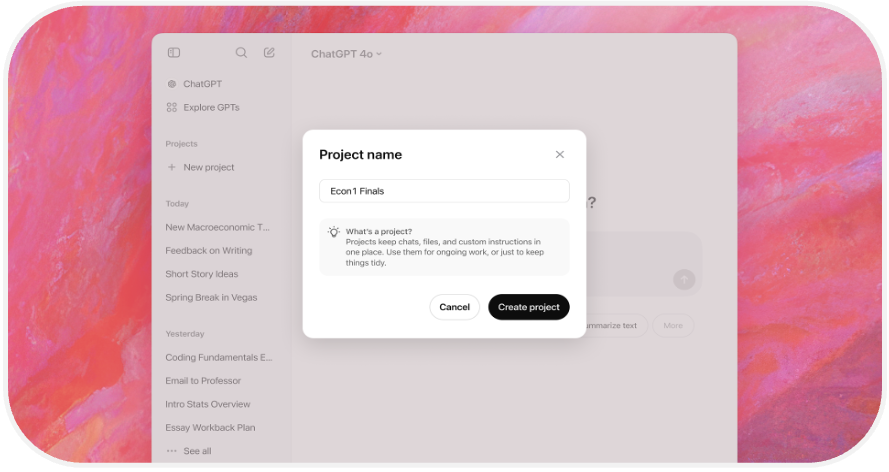 ChatGPT 4o
ChatGPT
Explore GPTs
Projects
New project
Today
New Macroeconomic T...
Feedback on Writing
Short Story Ideas
Spring Break in Vegas
Yesterday
Coding Fundamentals E...
Email to Professor
Intro Stats Overview
Essay Workback Plan
See all
Project name
Econ1 Finals
What's a project?
Projects keep chats, files, and custom instructions in
one place. Use them for ongoing work, or just to keep
things tidy.
Cancel
Create project
?
text
More